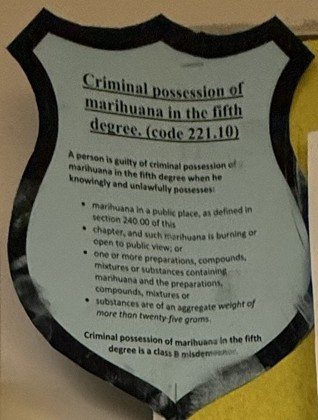 Criminal possession of
marihuana in the fifth
degree. (code 221.10)
A person is guilty of criminal possession of
marihuana in the fifth degree when he
knowingly and unlawfully possesses:
• marihuana in a public place, as defined in
section 240.00 of this
• chapter, and such marihuana is burning or
open to public view; or
• one or more preparations, compounds,
mixtures or substances containing
marihuana and the preparations,
compounds, mixtures or
• substances are of an aggregate weight of
more than twenty-five grams.
Criminal possession of marihuana in the fifth
degree is a class B misdemeanor.